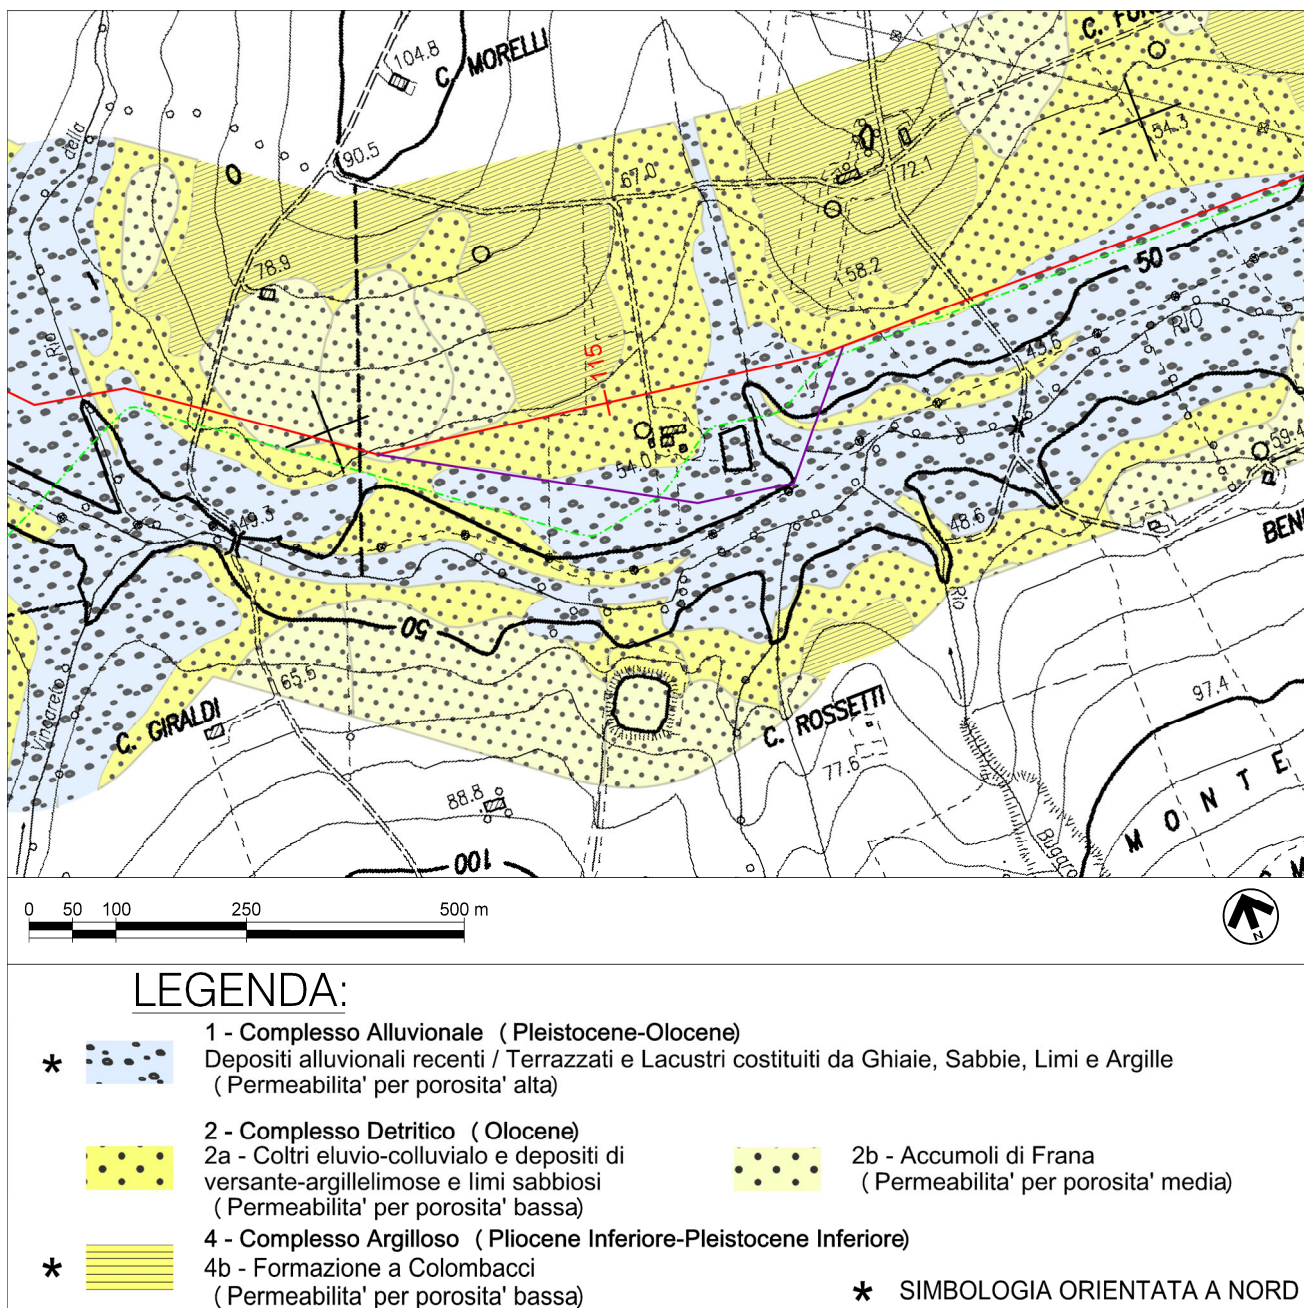 104.8
C. MORELLI
C. FORN
della
90.5
67.0
54.3
72.1
78.9
58.2
50
RIO
RIO
115
43.6
54.0
59.4
49.3
48.6
BENE
Rio
50
65.5
C. GIRALDI
Vingareto
C. ROSSETTI
77.6
97.4
88.8
100
MONTE
Bugaro
0 50 100 250 500 m
N
LEGENDA:
1 - Complesso Alluvionale ( Pleistocene-Olocene)
* Depositi alluvionali recenti / Terrazzati e Lacustri costituiti da Ghiaie, Sabbie, Limi e Argille
( Permeabilita' per porosita' alta)
2 - Complesso Detritico ( Olocene)
2a - Coltri eluvio-colluvialo e depositi di
versante-argillelimose e limi sabbiosi
( Permeabilita' per porosita' bassa)
2b - Accumoli di Frana
( Permeabilita' per porosita' media)
4 - Complesso Argilloso ( Pliocene Inferiore-Pleistocene Inferiore)
* 4b - Formazione a Colombacci
( Permeabilita' per porosita' bassa)
* SIMBOLOGIA ORIENTATA A NORD